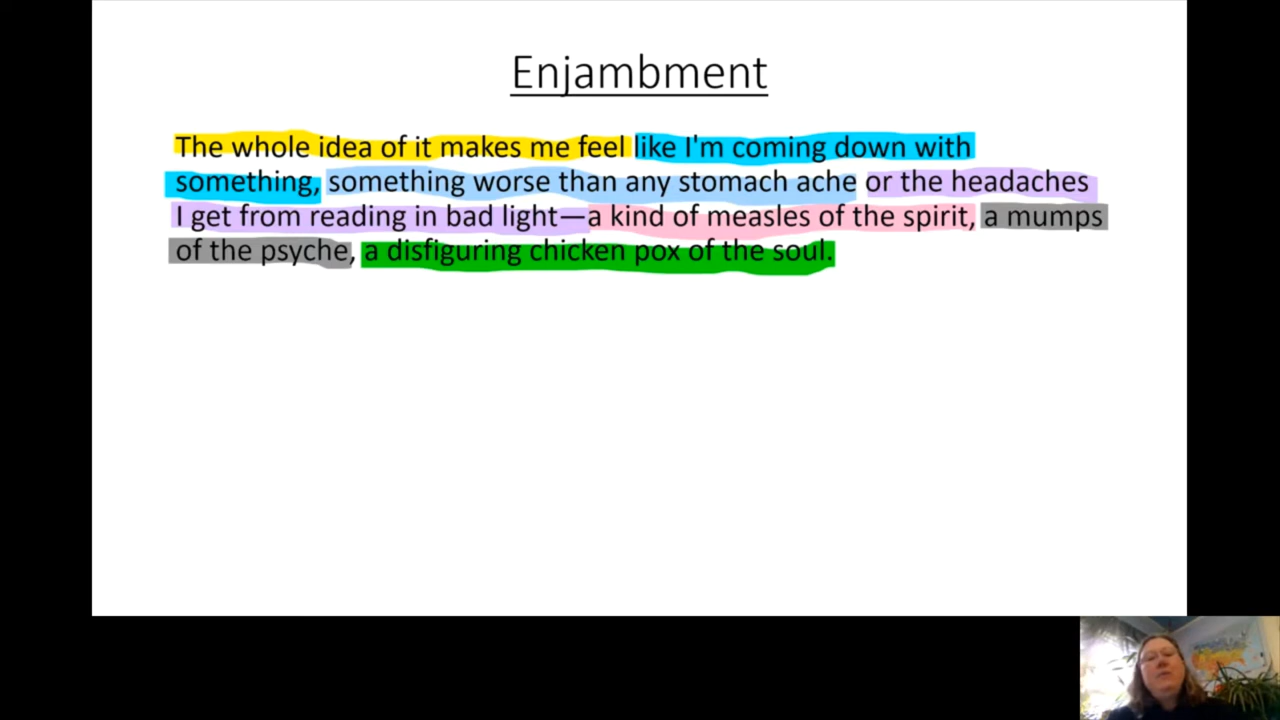 Enjambment
The whole idea of it makes me feel like I'm coming down with
something, something worse than any stomach ache or the headaches
I get from reading in bad light—a kind of measles of the spirit, a mumps
of the psyche, a disfiguring chicken pox of the soul.